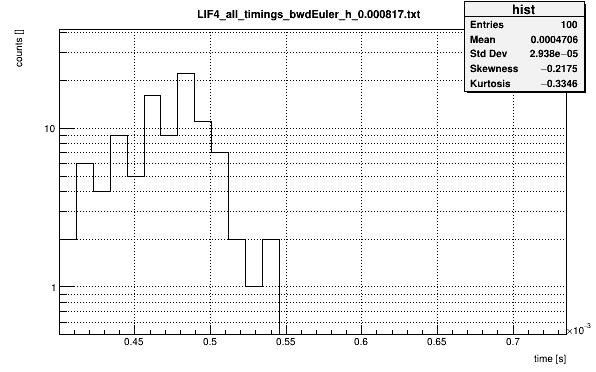 LIF4_all_timings_bwdEuler_h_0.000817.txt
hist
Entries 100
Mean 0.0004706
Std Dev 2.938e−05
Skewness −0.2175
Kurtosis −0.3346
counts []
10
1
0.45 0.5 0.55 0.6 0.65 0.7
×10⁻³
time [s]